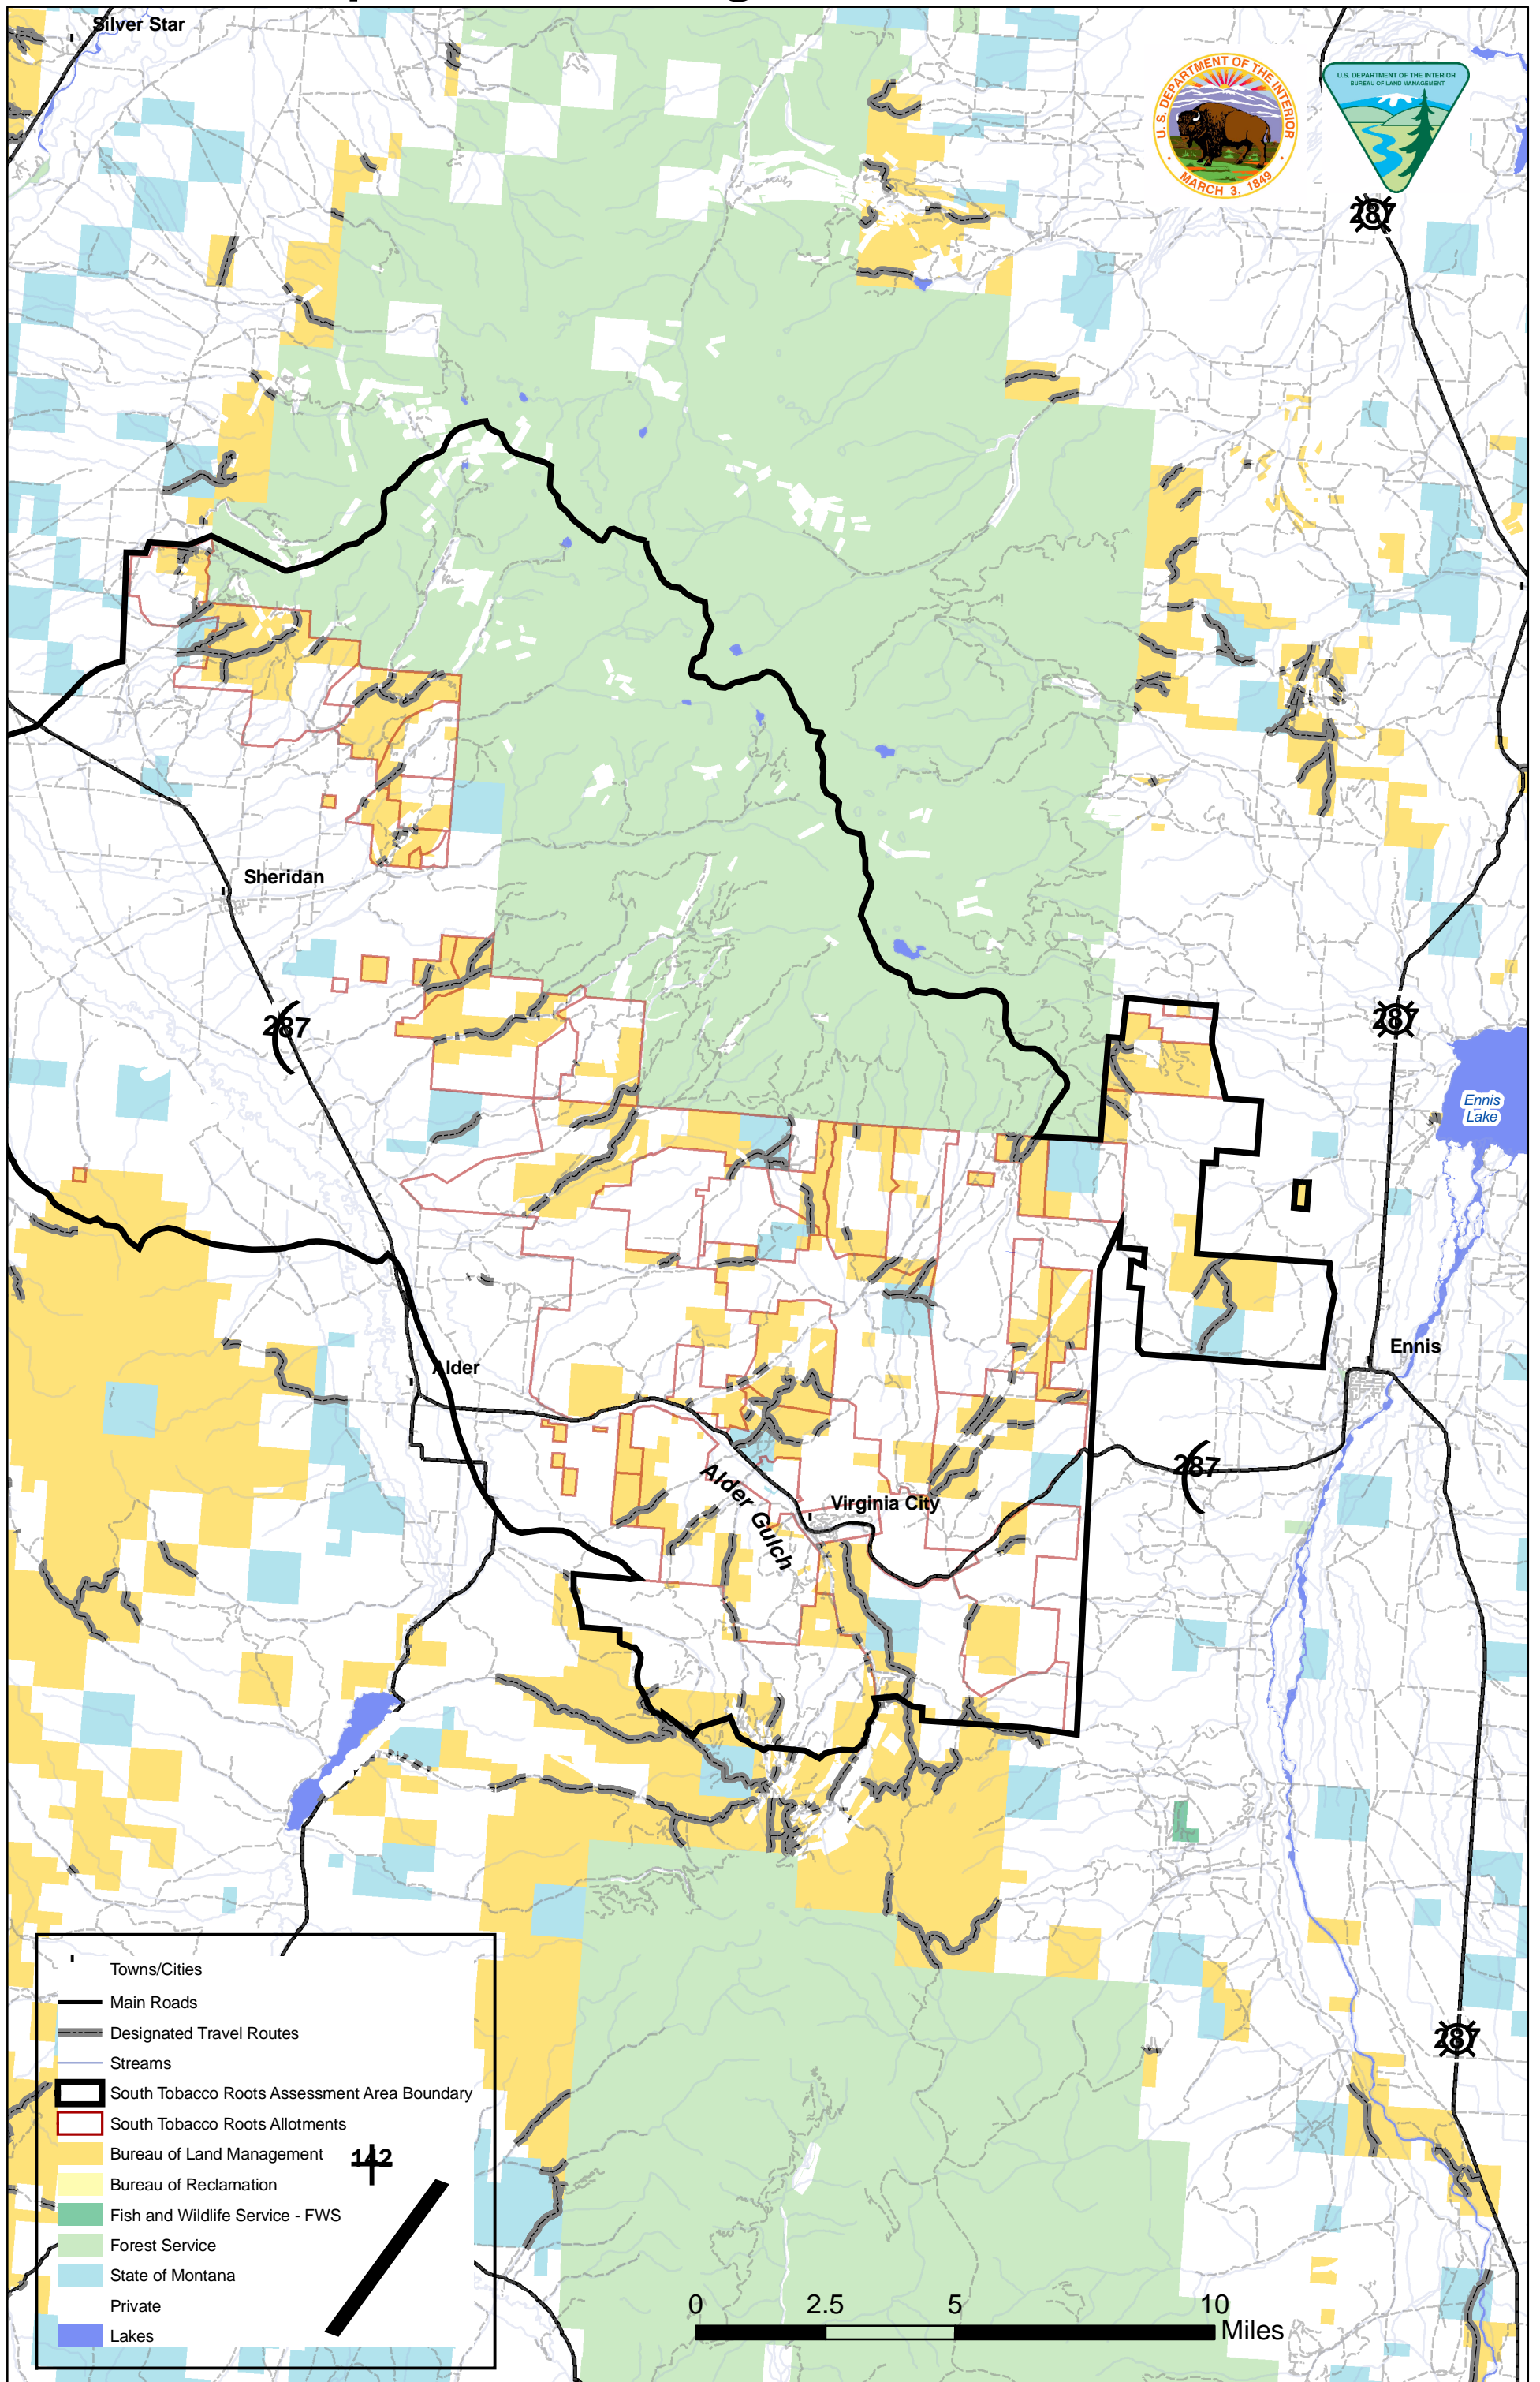 Silver Star
U. S. DEPARTMENT OF THE INTERIOR
MARCH 3, 1849
U.S. DEPARTMENT OF THE INTERIOR
BUREAU OF LAND MANAGEMENT
287
Sheridan
287
287
Ennis
Lake
Ennis
Alder
287
Alder Gulch
Virginia City
287
Towns/Cities
Main Roads
Designated Travel Routes
Streams
South Tobacco Roots Assessment Area Boundary
South Tobacco Roots Allotments
Bureau of Land Management
142
Bureau of Reclamation
Fish and Wildlife Service - FWS
Forest Service
State of Montana
Private
Lakes
0 2.5 5 10
Miles